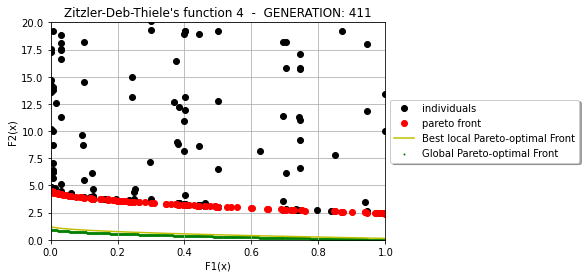 Zitzler-Deb-Thiele's function 4 - GENERATION: 411
20.0
17.5
15.0
12.5
10.0
7.5
5.0
2.5
0.0
F2(x)
0.0 0.2 0.4 0.6 0.8 1.0
F1(x)
individuals
pareto front
Best local Pareto-optimal Front
Global Pareto-optimal Front